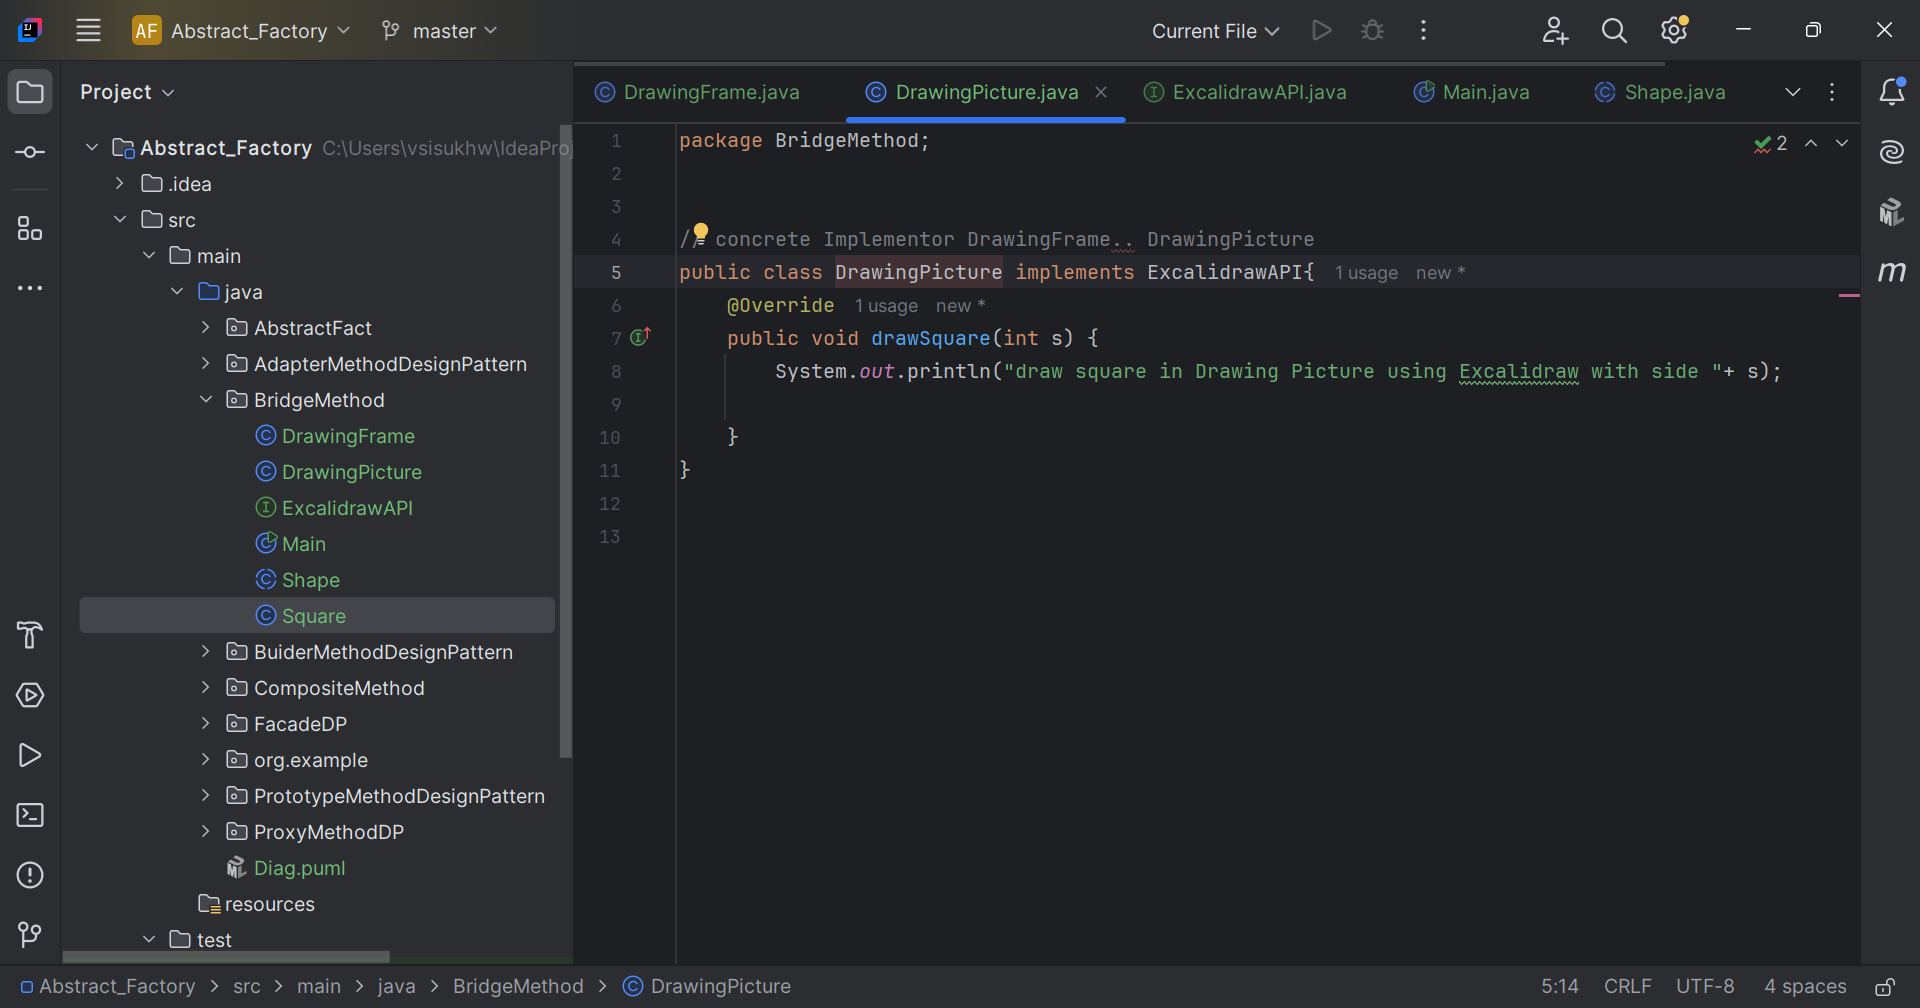 AF Abstract_Factory master Current File
Project
Abstract_Factory C:\Users\vsisukhw\IdeaProj
.idea
src
main
java
AbstractFact
AdapterMethodDesignPattern
BridgeMethod
DrawingFrame
DrawingPicture
ExcalidrawAPI
Main
Shape
Square
BuiderMethodDesignPattern
CompositeMethod
FacadeDP
org.example
PrototypeMethodDesignPattern
ProxyMethodDP
Diag.puml
resources
test
DrawingFrame.java DrawingPicture.java ExcalidrawAPI.java Main.java Shape.java
1 package BridgeMethod; 2
2
3
4 // concrete Implementor DrawingFrame.. DrawingPicture
5 public class DrawingPicture implements ExcalidrawAPI{ 1 usage new *
6 @Override 1 usage new *
7 public void drawSquare(int s) {
8 System.out.println("draw square in Drawing Picture using Excalidraw with side "+ s);
9
10 }
11 }
12
13
Abstract_Factory > src > main > java > BridgeMethod > DrawingPicture 5:14 CRLF UTF-8 4 spaces